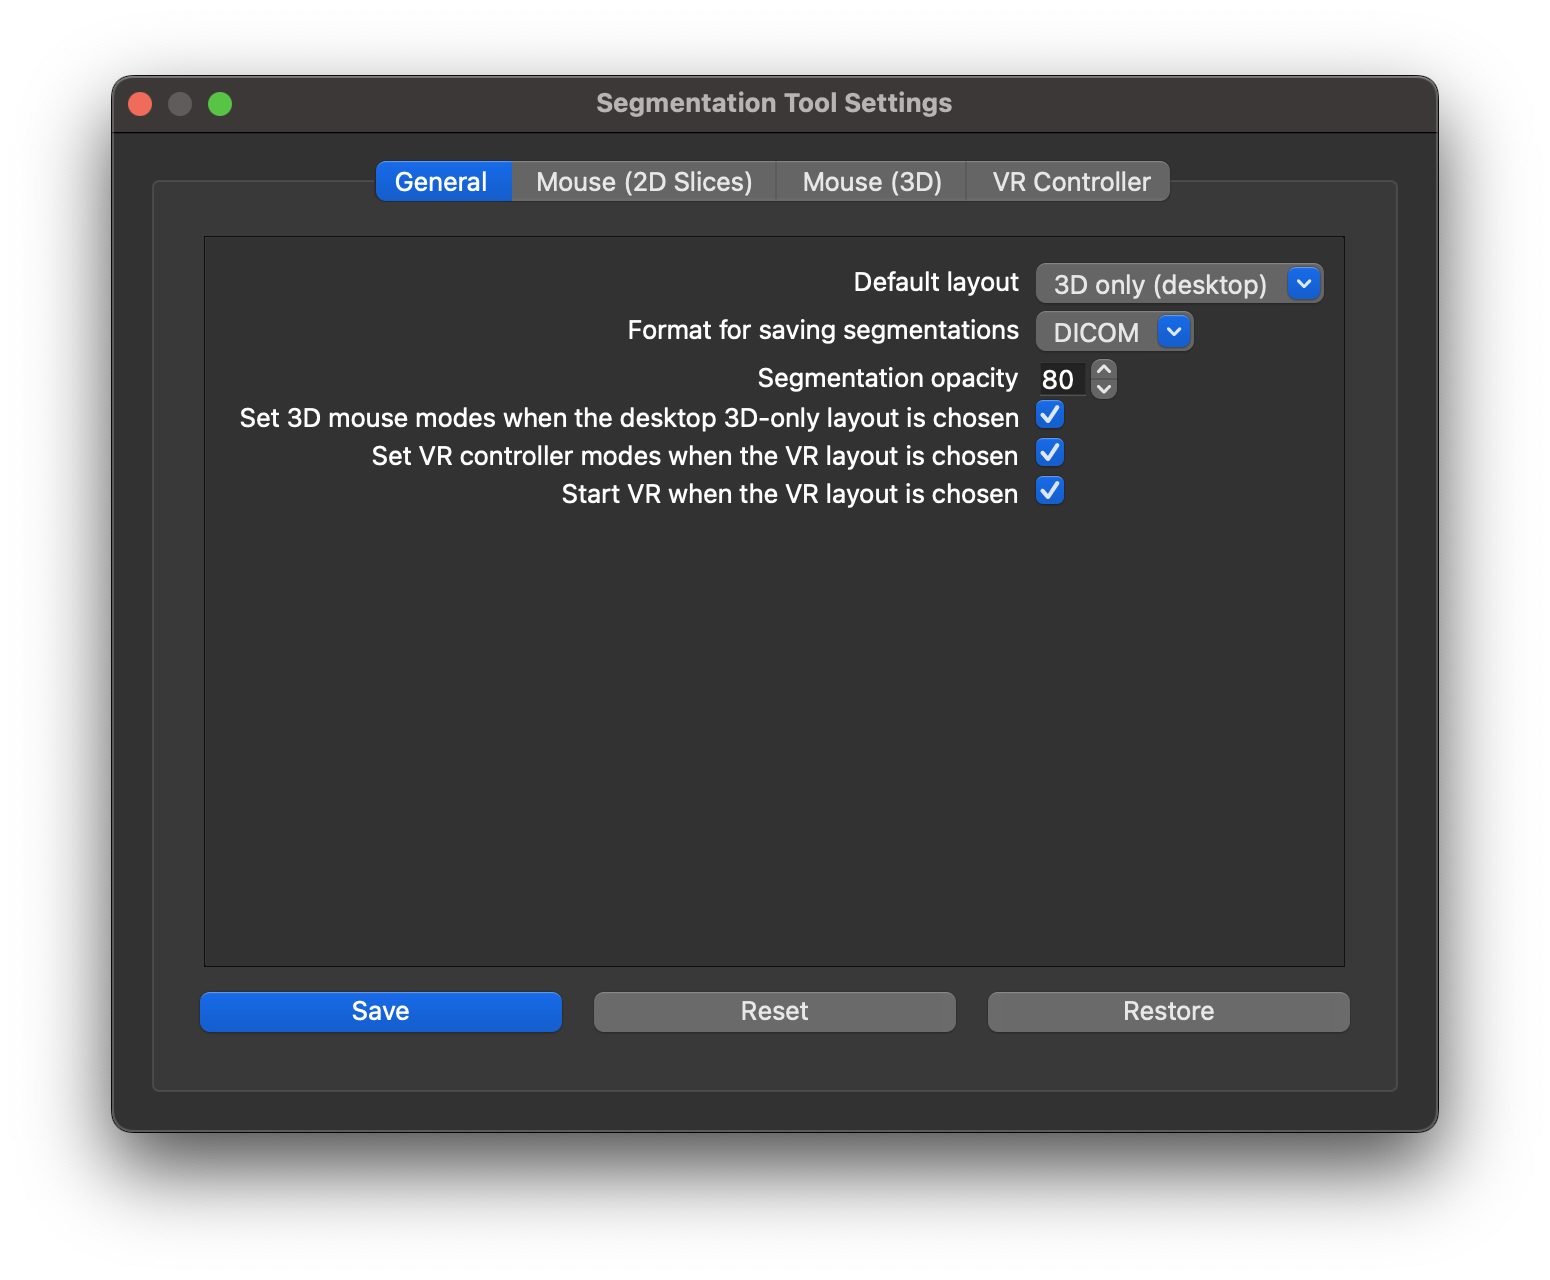 Segmentation Tool Settings
General Mouse (2D Slices) Mouse (3D) VR Controller
Default layout 3D only (desktop)
Format for saving segmentations DICOM
Segmentation opacity 80
Set 3D mouse modes when the desktop 3D-only layout is chosen
Set VR controller modes when the VR layout is chosen
Start VR when the VR layout is chosen
Save Reset Restore